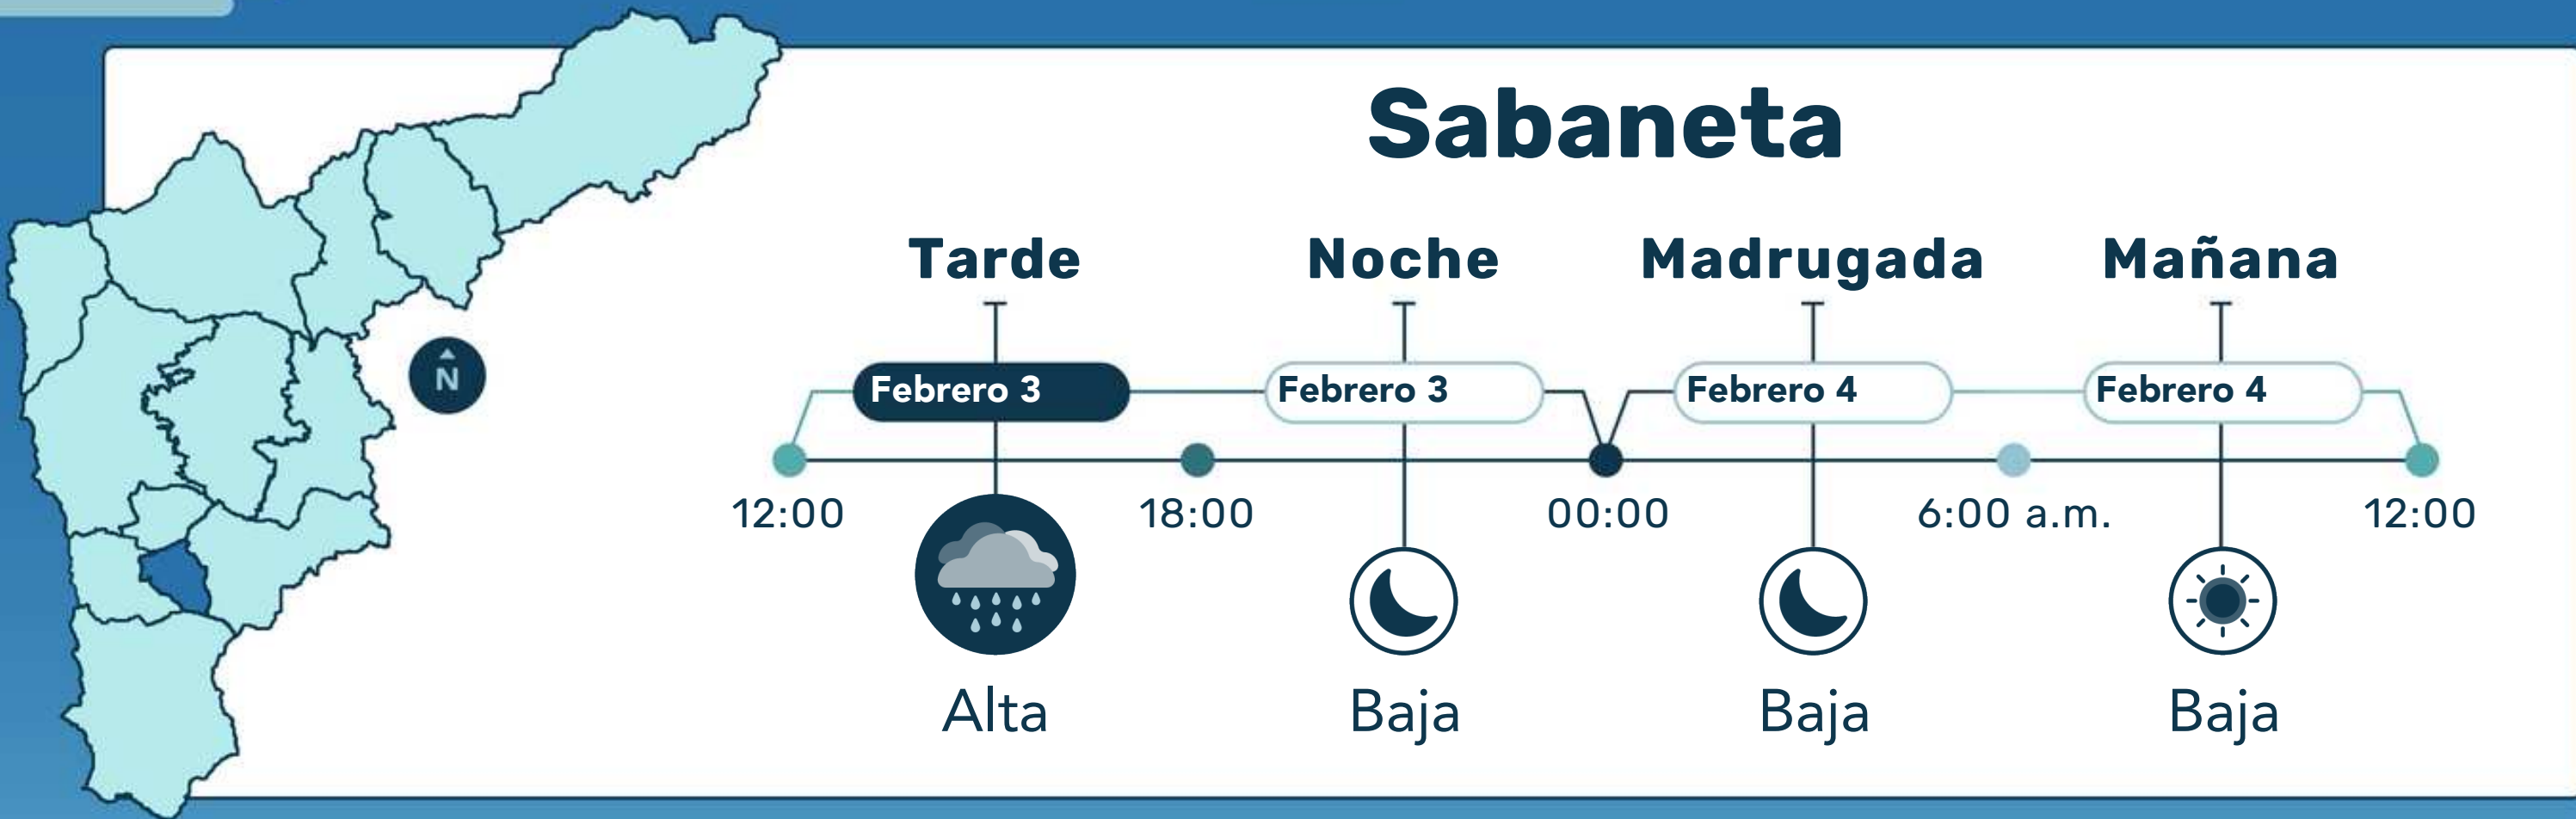 Sabaneta
Tarde Noche Madrugada Mañana
Febrero 3 Febrero 3 Febrero 4 Febrero 4
N
12:00 18:00 00:00 6:00 a.m. 12:00
Alta Baja Baja Baja